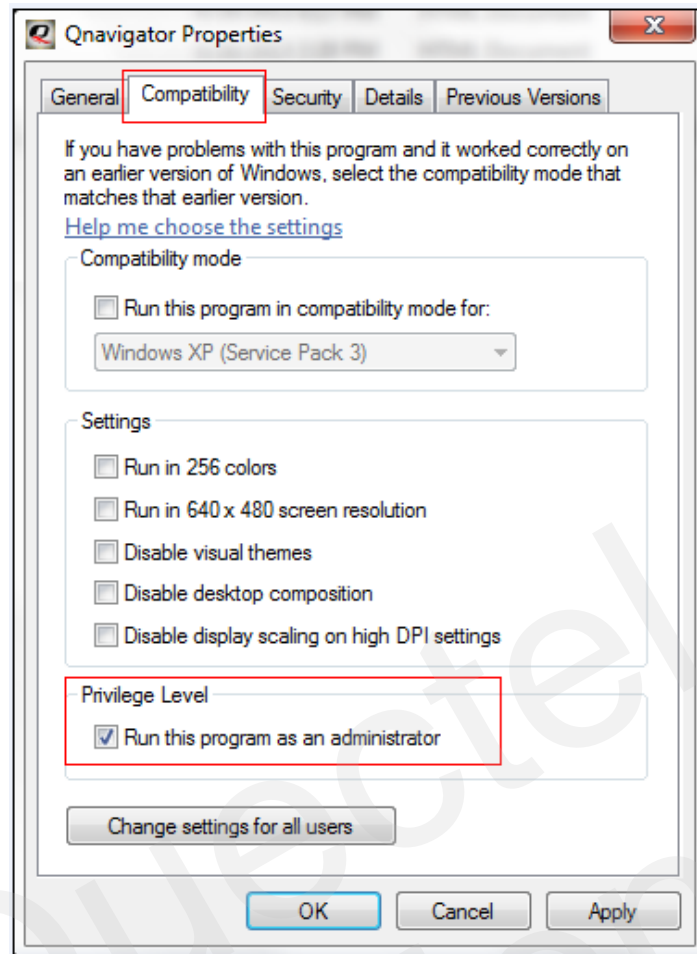 Qnavigator Properties
General Compatibility Security Details Previous Versions
If you have problems with this program and it worked correctly on
an earlier version of Windows, select the compatibility mode that
matches that earlier version.
Help me choose the settings
Compatibility mode
Run this program in compatibility mode for:
Windows XP (Service Pack 3)
Settings
Run in 256 colors
Run in 640 x 480 screen resolution
Disable visual themes
Disable desktop composition
Disable display scaling on high DPI settings
Privilege Level
Run this program as an administrator
Change settings for all users
OK Cancel Apply